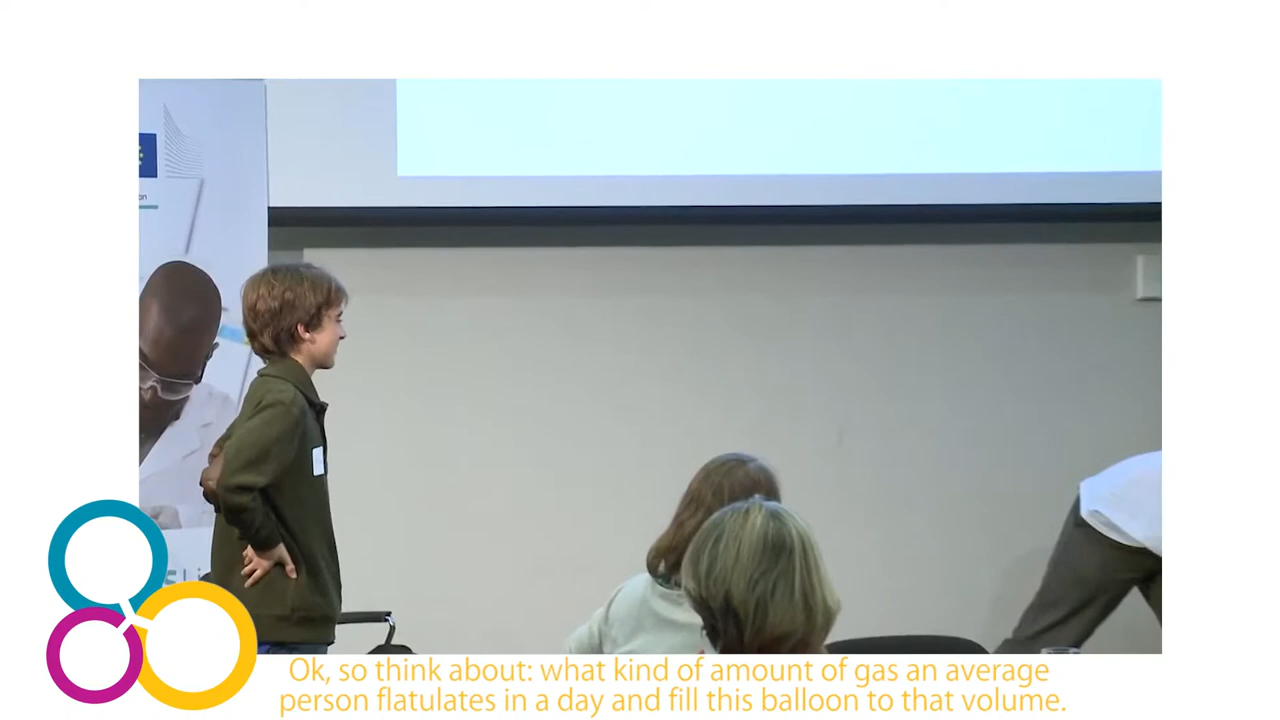 Ok, so think about: what kind of amount of gas an average
person flatulates in a day and fill this balloon to that volume.